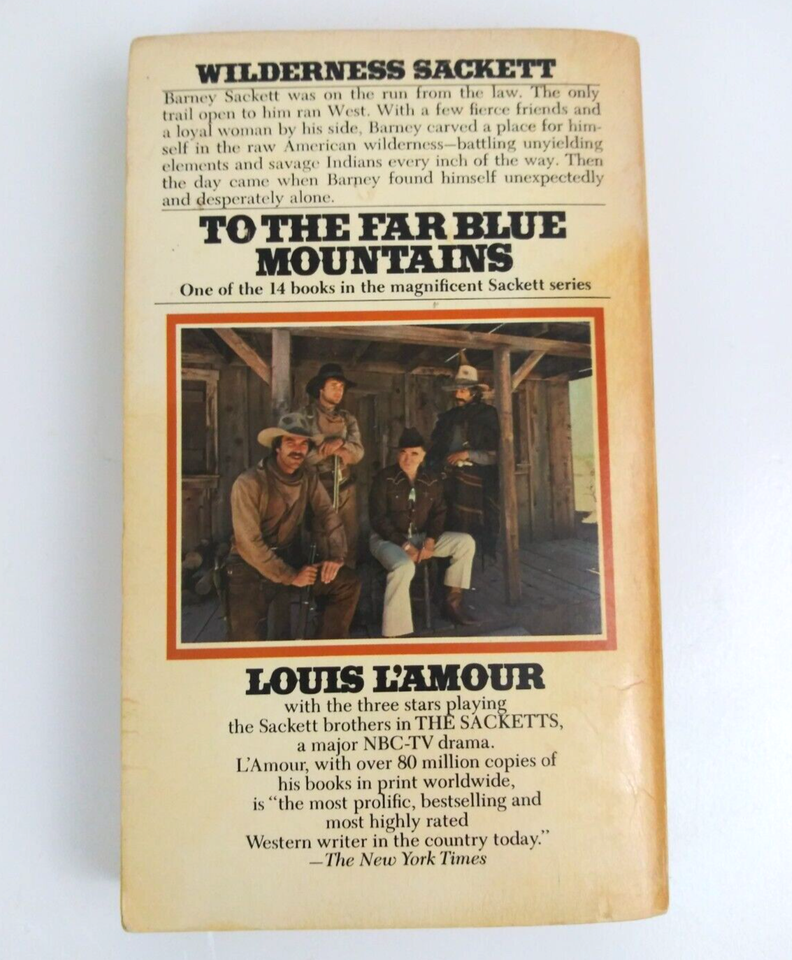 WILDERNESS SACKETT
Barney Sackett was on the run from the law. The only
trail open to him ran West. With a few fierce friends and
a loyal woman by his side, Barney carved a place for him-
self in the raw American wilderness—battling unyielding
elements and savage Indians every inch of the way. Then
the day came when Barney found himself unexpectedly
and desperately alone.
TO THE FAR BLUE
MOUNTAINS
One of the 14 books in the magnificent Sackett series
LOUIS L'AMOUR
with the three stars playing
the Sackett brothers in THE SACKETTS,
a major NBC-TV drama.
L'Amour, with over 80 million copies of
his books in print worldwide,
is "the most prolific, bestselling and
most highly rated
Western writer in the country today."
—The New York Times